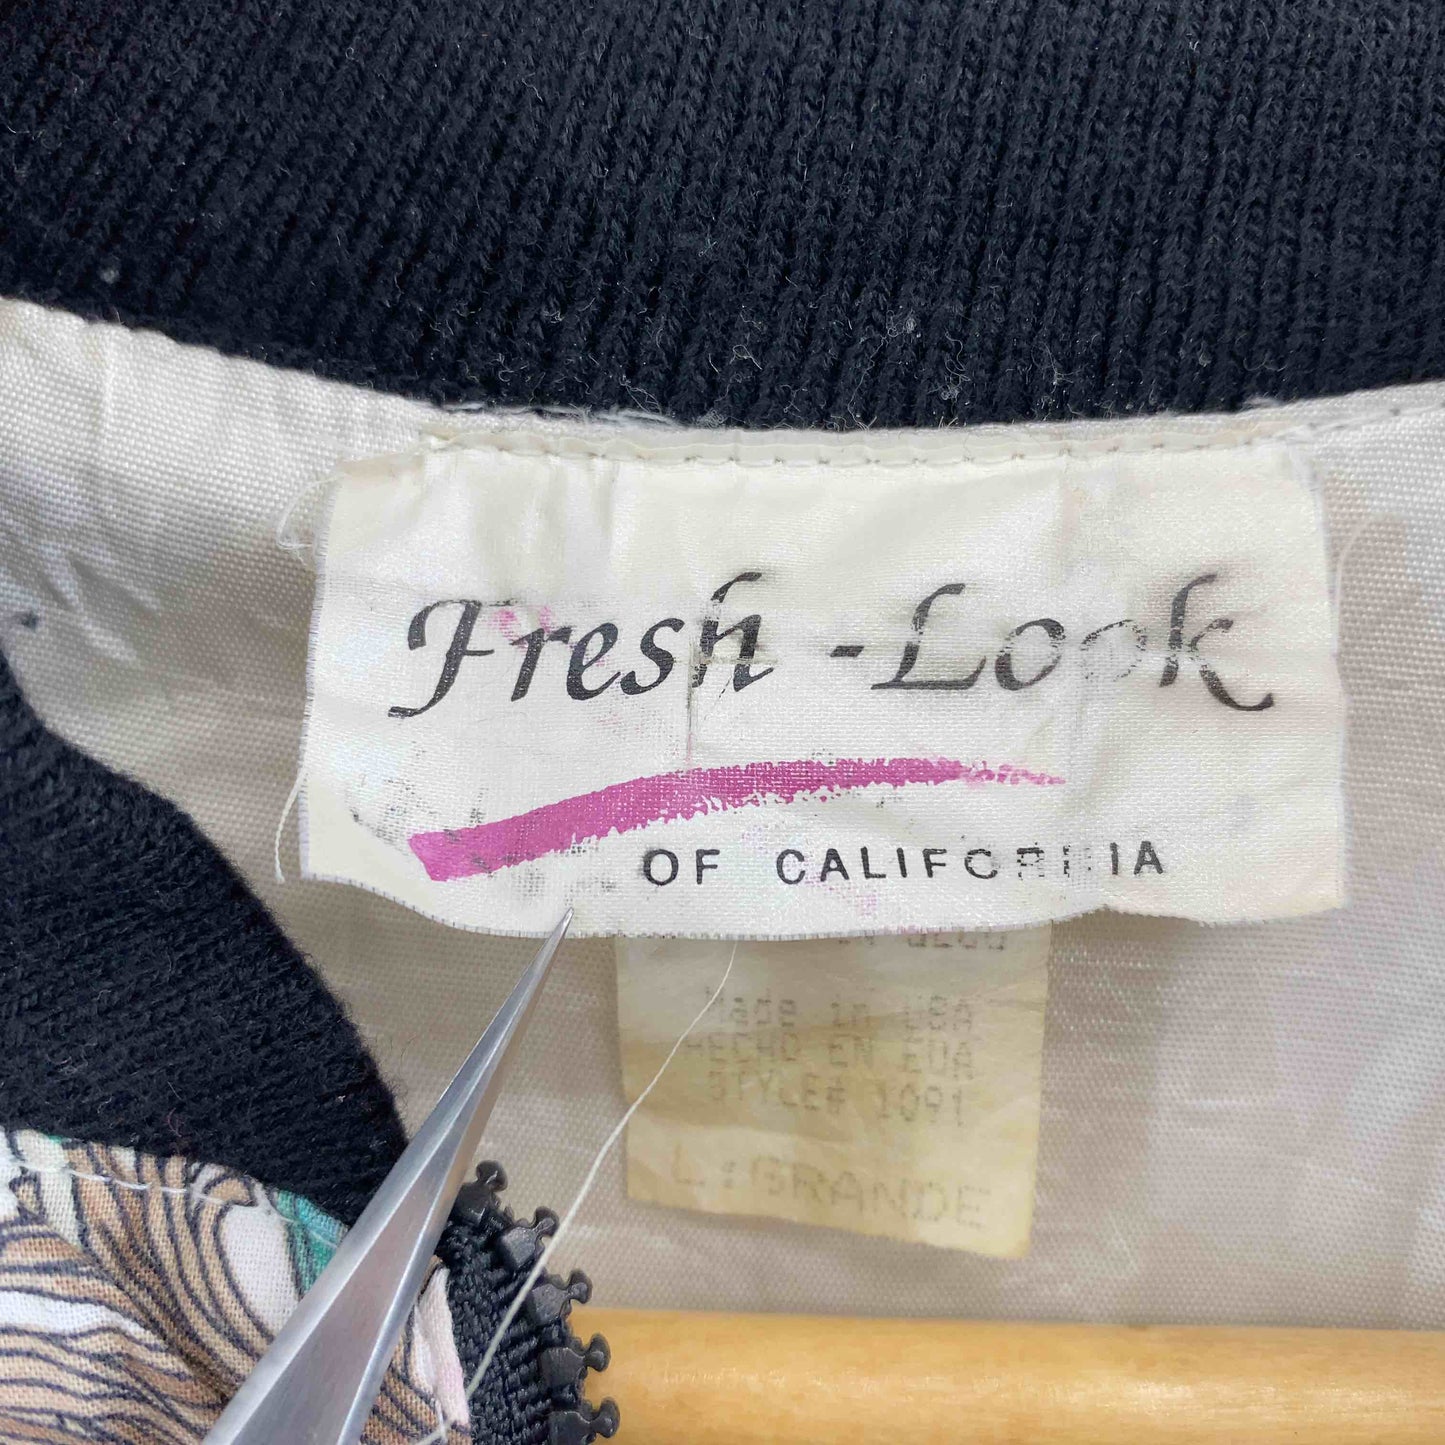 Fresh-Look
OF CALIFORNIA
Made in USA
HECHO EN EUA
STYLE# 1091
L:GRANDE